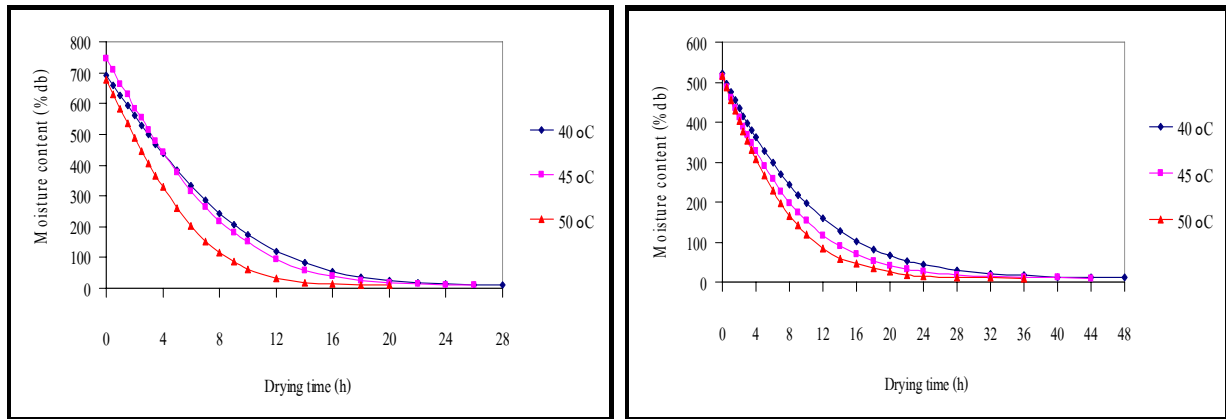 Moisture content (% db)
800
700
600
500
400
300
200
100
0
0 4 8 12 16 20 24 28
Drying time (h)
40 oC
45 oC
50 oC
Moisture content (% db)
600
500
400
300
200
100
0
0 4 8 12 16 20 24 28 32 36 40 44 48
Drying time (h)
40 oC
45 oC
50 oC